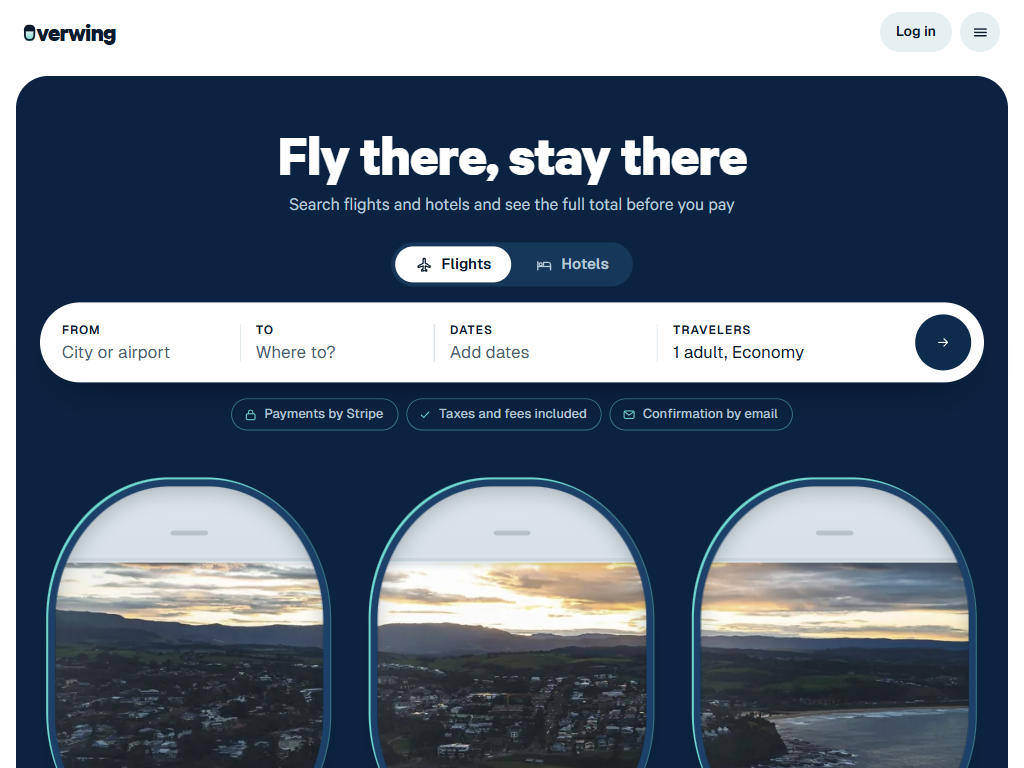 Overwing
Log in
Fly there, stay there
Search flights and hotels and see the full total before you pay
Flights
Hotels
FROM
City or airport
TO
Where to?
DATES
Add dates
TRAVELERS
1 adult, Economy
Payments by Stripe
Taxes and fees included
Confirmation by email